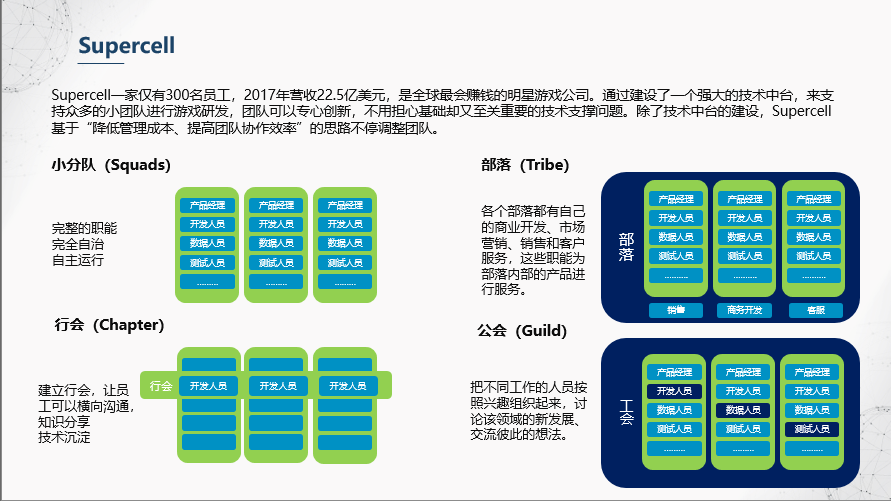 Supercell
Supercell一家仅有300名员工，2017年营收22.5亿美元，是全球最会赚钱的明星游戏公司。通过建设了一个强大的技术中台，来支
持众多的小团队进行游戏研发，团队可以专心创新，不用担心基础却又至关重要的技术支撑问题。除了技术中台的建设，Supercell
基于“降低管理成本、提高团队协作效率”的思路不停调整团队。
小分队（Squads)
完整的职能
完全自治
自主运行
产品经理 产品经理 产品经理
开发人员 开发人员 开发人员
数据人员 数据人员 数据人员
测试人员 测试人员 测试人员
......... ......... .........
部落（Tribe)
各个部落都有自己
的商业开发、市场
营销、销售和客户
服务，这些职能为
部落内部的产品进
行服务。
部落
产品经理 产品经理 产品经理
开发人员 开发人员 开发人员
数据人员 数据人员 数据人员
测试人员 测试人员 测试人员
.......... .......... ..........
销售 商务开发 客服
行会（Chapter)
建立行会，让员
工可以横向沟通，
知识分享
技术沉淀
行会 开发人员 开发人员 开发人员
公会（Guild)
把不同工作的人员按
照兴趣组织起来，讨
论该领域的新发展、
交流彼此的想法。
工会
产品经理 产品经理 产品经理
开发人员 开发人员 开发人员
数据人员 数据人员 数据人员
测试人员 测试人员 测试人员
.......... .......... ..........